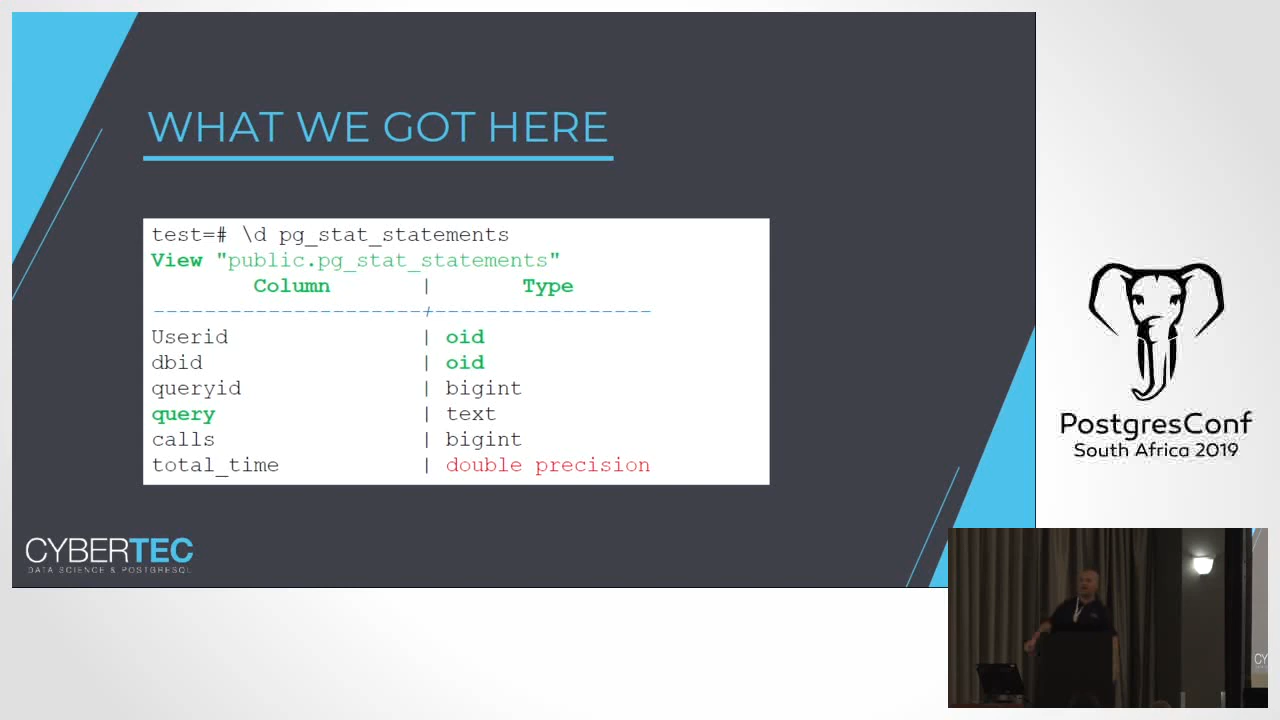 WHAT WE GOT HERE
test=# \d pg_stat_statements
View "public.pg_stat_statements"
Column | Type
---------------------+-----------------
Userid | oid
dbid | oid
queryid | bigint
query | text
calls | bigint
total_time | double precision
CYBERTEC
DATA SCIENCE & POSTGRESQL
PostgresConf
South Africa 2019
CY